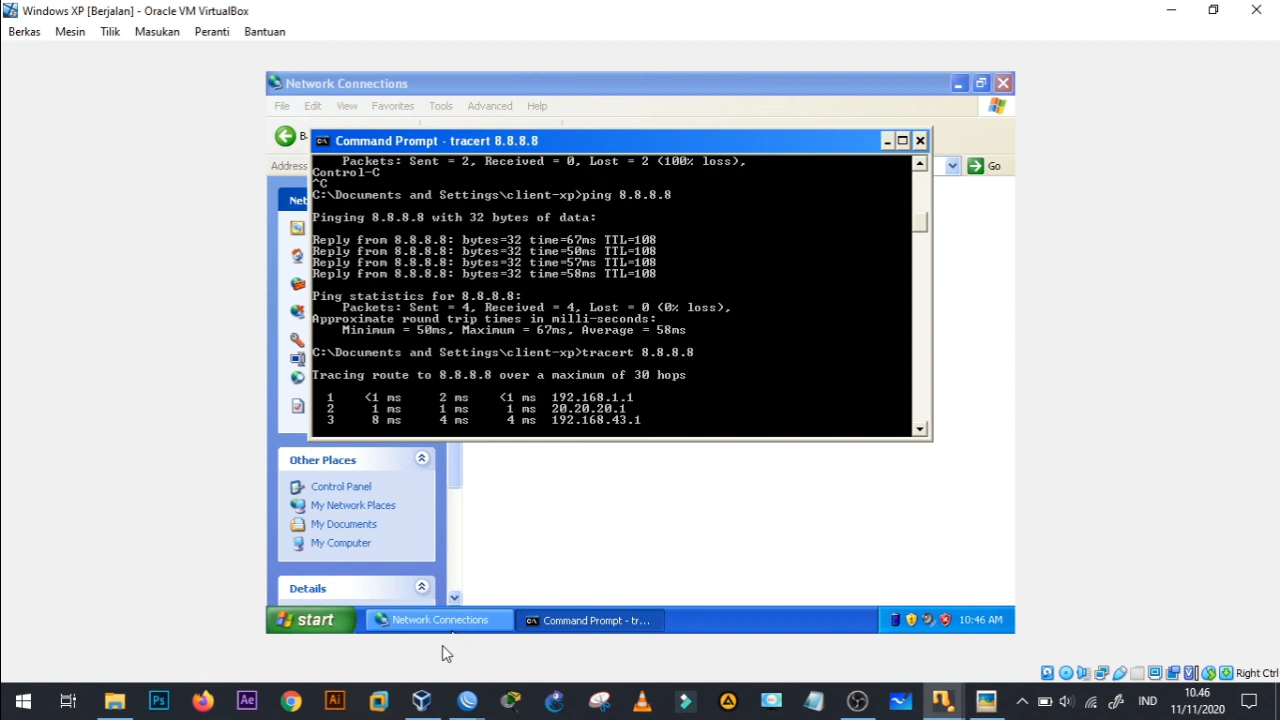 Windows XP [Berjalan] - Oracle VM VirtualBox
Berkas Mesin Tilik Masukan Peranti Bantuan
Network Connections
File Edit View Favorites Tools Advanced Help
B
Command Prompt - tracert 8.8.8.8
Address
Go
Net
Packets: Sent = 2, Received = 0, Lost = 2 (100% loss),
Control-C
^C
C:\Documents and Settings\client-xp>ping 8.8.8.8
Pinging 8.8.8.8 with 32 bytes of data:
Reply from 8.8.8.8: bytes=32 time=67ms TTL=108
Reply from 8.8.8.8: bytes=32 time=50ms TTL=108
Reply from 8.8.8.8: bytes=32 time=57ms TTL=108
Reply from 8.8.8.8: bytes=32 time=58ms TTL=108
Ping statistics for 8.8.8.8:
Packets: Sent = 4, Received = 4, Lost = 0 (0% loss),
Approximate round trip times in milli-seconds:
Minimum = 50ms, Maximum = 67ms, Average = 58ms
C:\Documents and Settings\client-xp>tracert 8.8.8.8
Tracing route to 8.8.8.8 over a maximum of 30 hops
1 <1 ms 2 ms <1 ms 192.168.1.1
2 1 ms 1 ms 1 ms 20.20.20.1
3 8 ms 4 ms 4 ms 192.168.43.1
Other Places
Control Panel
My Network Places
My Documents
My Computer
Details
start Network Connections Command Prompt - tr... 10:46 AM
Right Ctrl
Ps Ae Ai IND 10.46
11/11/2020